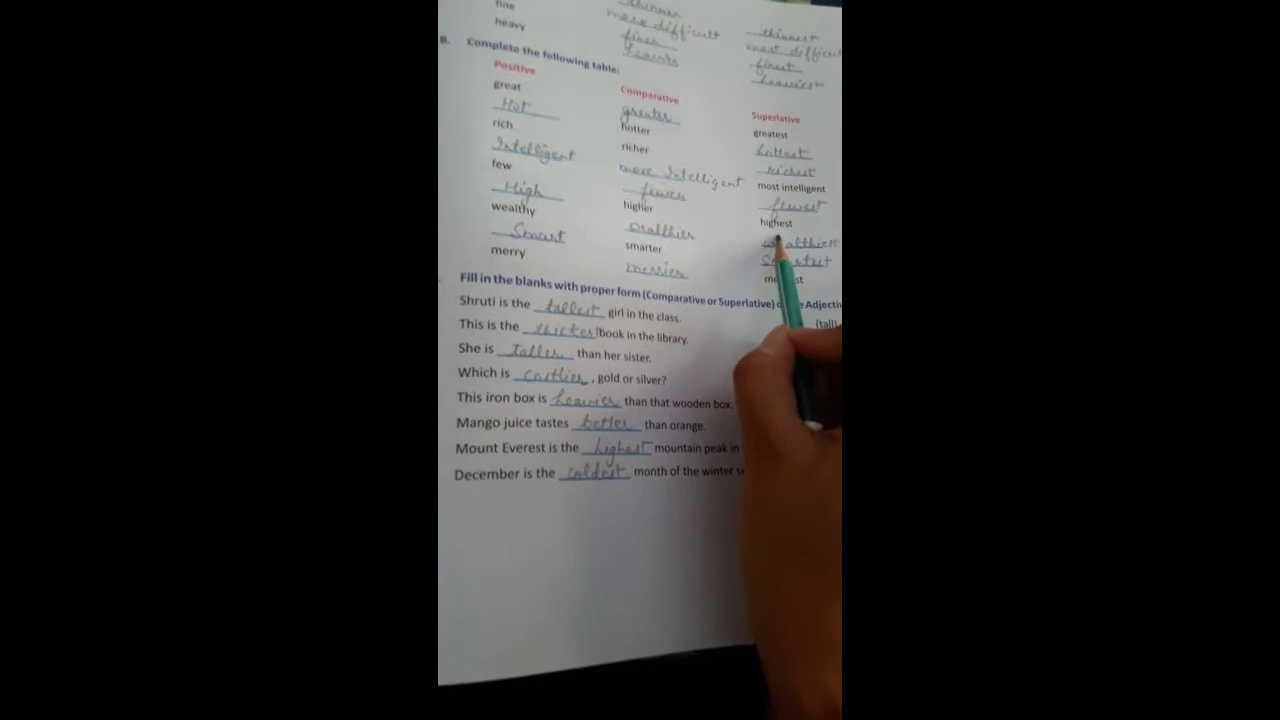 fine thinner
heavy more difficult thinnest
finer most difficul
heavier finest
heaviest
B. Complete the following table:
Positive Comparative Superlative
great greater greatest
Hot hotter hottest
rich richer richest
Intelligent more Intelligent most intelligent
few fewer fewest
High higher highest
wealthy wealthier wealthiest
Smart smarter Smartest
merry merrier
Fill in the blanks with proper form (Comparative or Superlative) Adjectiv
Shruti is the tallest girl in the class. (tall)
This is the thicker book in the library.
She is taller than her sister.
Which is costlier, gold or silver?
This iron box is heavier than that wooden box.
Mango juice tastes better than orange.
Mount Everest is the highest mountain peak in
December is the coldest month of the winter